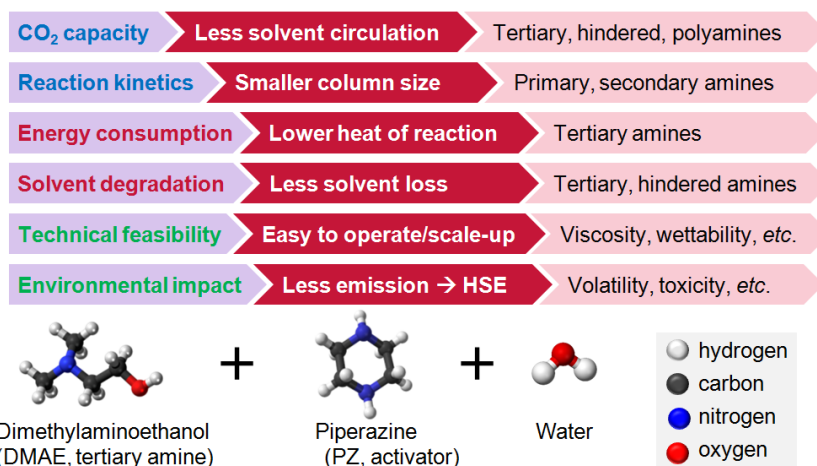 CO₂ capacity Less solvent circulation Tertiary, hindered, polyamines
Reaction kinetics Smaller column size Primary, secondary amines
Energy consumption Lower heat of reaction Tertiary amines
Solvent degradation Less solvent loss Tertiary, hindered amines
Technical feasibility Easy to operate/scale-up Viscosity, wettability, etc.
Environmental impact Less emission → HSE Volatility, toxicity, etc.
+ +
hydrogen
carbon
nitrogen
oxygen
Dimethylaminoethanol Piperazine Water
(DMAE, tertiary amine) (PZ, activator)